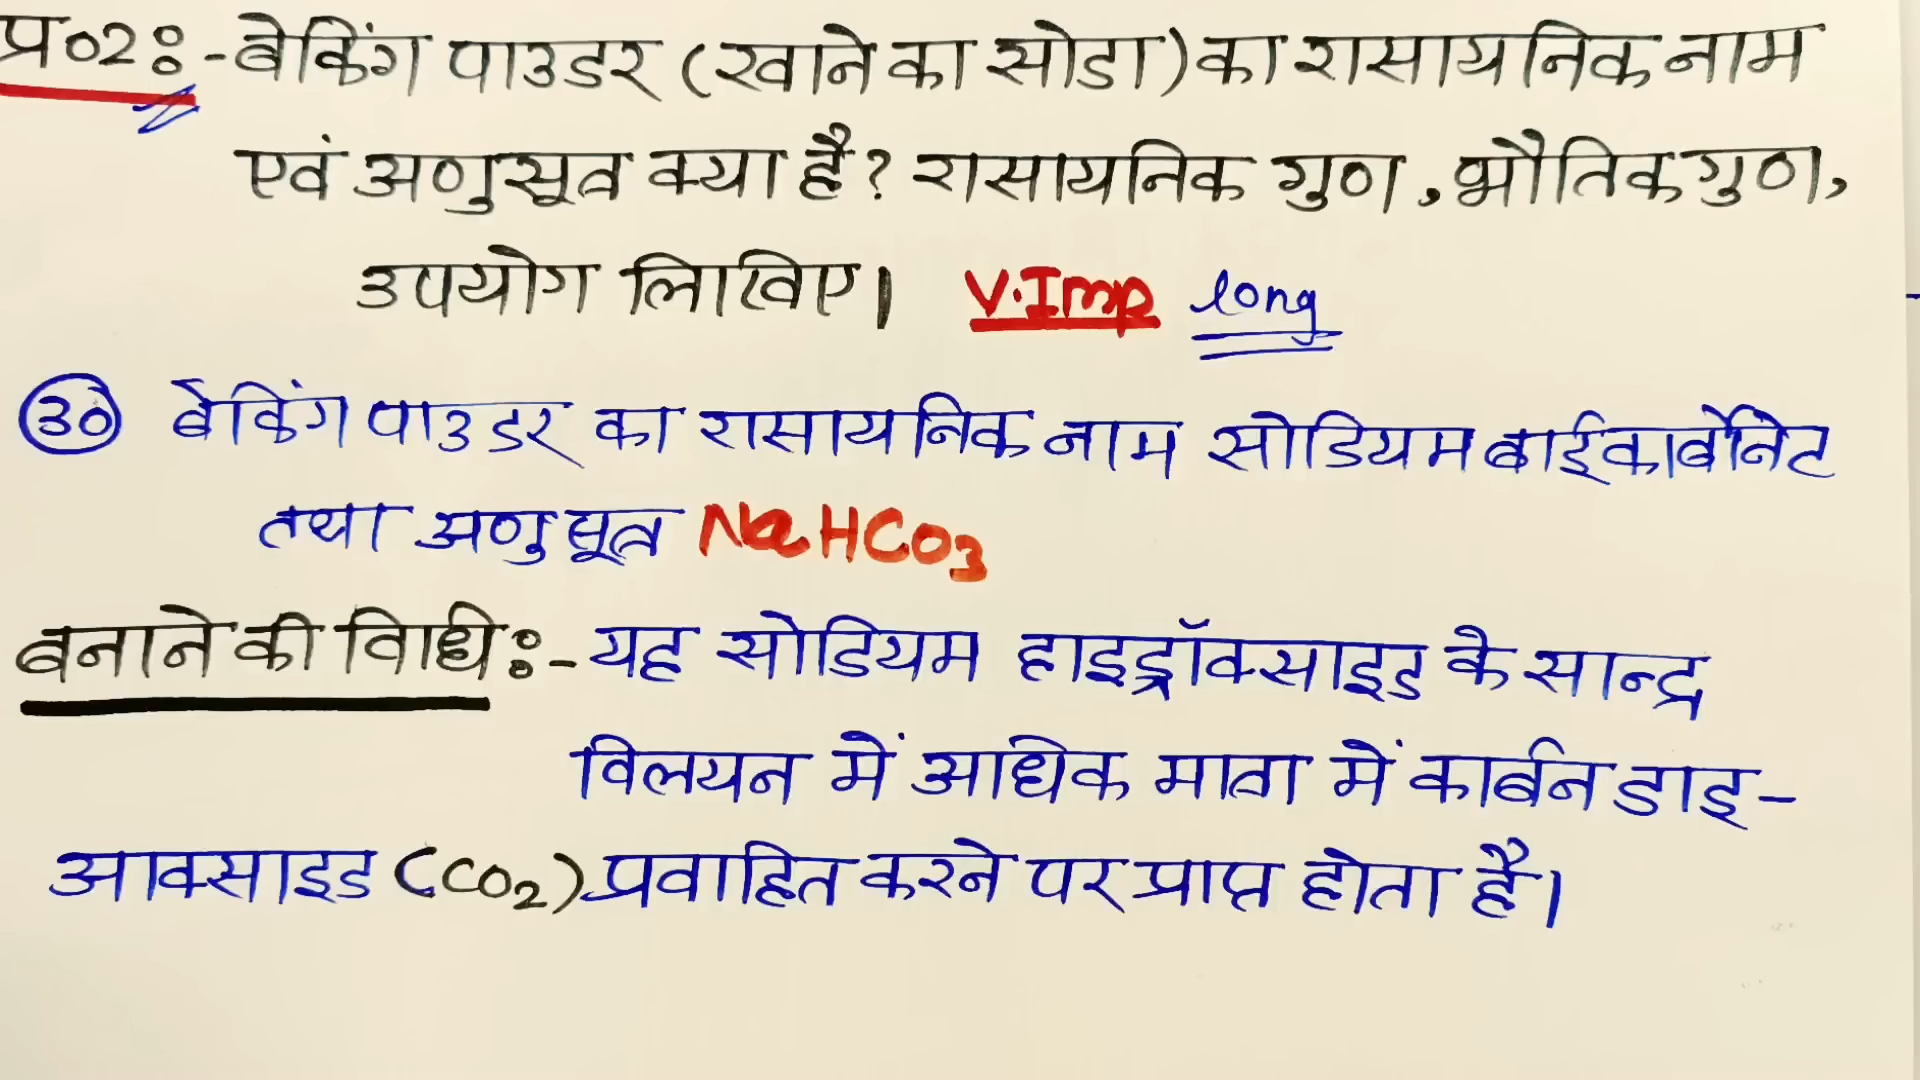 प्र०2:- बेकिंग पाउडर (खाने का सोडा) का रासायनिक नाम
एवं अणुसूत्र क्या है? रासायनिक गुण, भौतिक गुण,
उपयोग लिखिए। V.Imp long
उ० बेकिंग पाउडर का रासायनिक नाम सोडियम बाईकार्बोनेट
तथा अणुसूत्र NaHCO3
बनाने की विधि:- यह सोडियम हाइड्रॉक्साइड के सान्द्र
विलयन में अधिक मात्रा में कार्बन डाइ-
आक्साइड (CO2) प्रवाहित करने पर प्राप्त होता है।